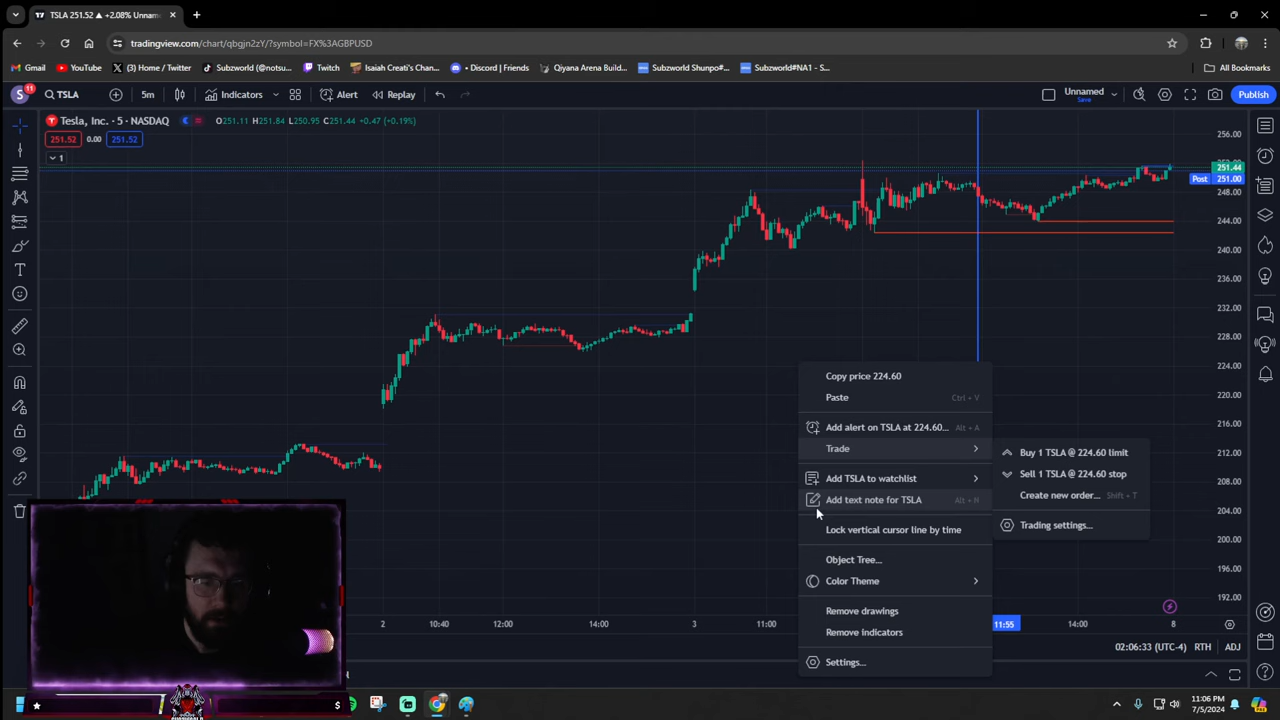 TSLA 251.52 ▲ +2.08% Unnam
tradingview.com/chart/qbgjn2zY/?symbol=FX%3AGBPUSD
Gmail
YouTube
(3) Home / Twitter
Subzworld (@notsu...
Twitch
Isaiah Creati's Chan...
Discord | Friends
Qiyana Arena Build...
Subzworld Shunpo#...
Subzworld#NA1 - S...
All Bookmarks
S
11
TSLA
5m
Indicators
Alert
Replay
Unnamed
Save
Publish
Tesla, Inc. · 5 · NASDAQ
O251.11 H251.84 L250.95 C251.44 +0.47 (+0.19%)
251.52
0.00
251.52
1
256.00
251.44
Post
251.00
248.00
244.00
240.00
236.00
232.00
228.00
224.00
220.00
216.00
212.00
208.00
204.00
200.00
196.00
192.00
Copy price 224.60
Paste
Ctrl + V
Add alert on TSLA at 224.60...
Alt + A
Trade
Buy 1 TSLA @ 224.60 limit
Sell 1 TSLA @ 224.60 stop
Create new order...
Shift + T
Trading settings...
Add TSLA to watchlist
Add text note for TSLA
Alt + N
Lock vertical cursor line by time
Object Tree...
Color Theme
Remove drawings
Remove indicators
Settings...
2
10:40
12:00
14:00
3
11:00
11:55
14:00
8
02:06:33 (UTC-4)
RTH
ADJ
$
11:06 PM
7/5/2024